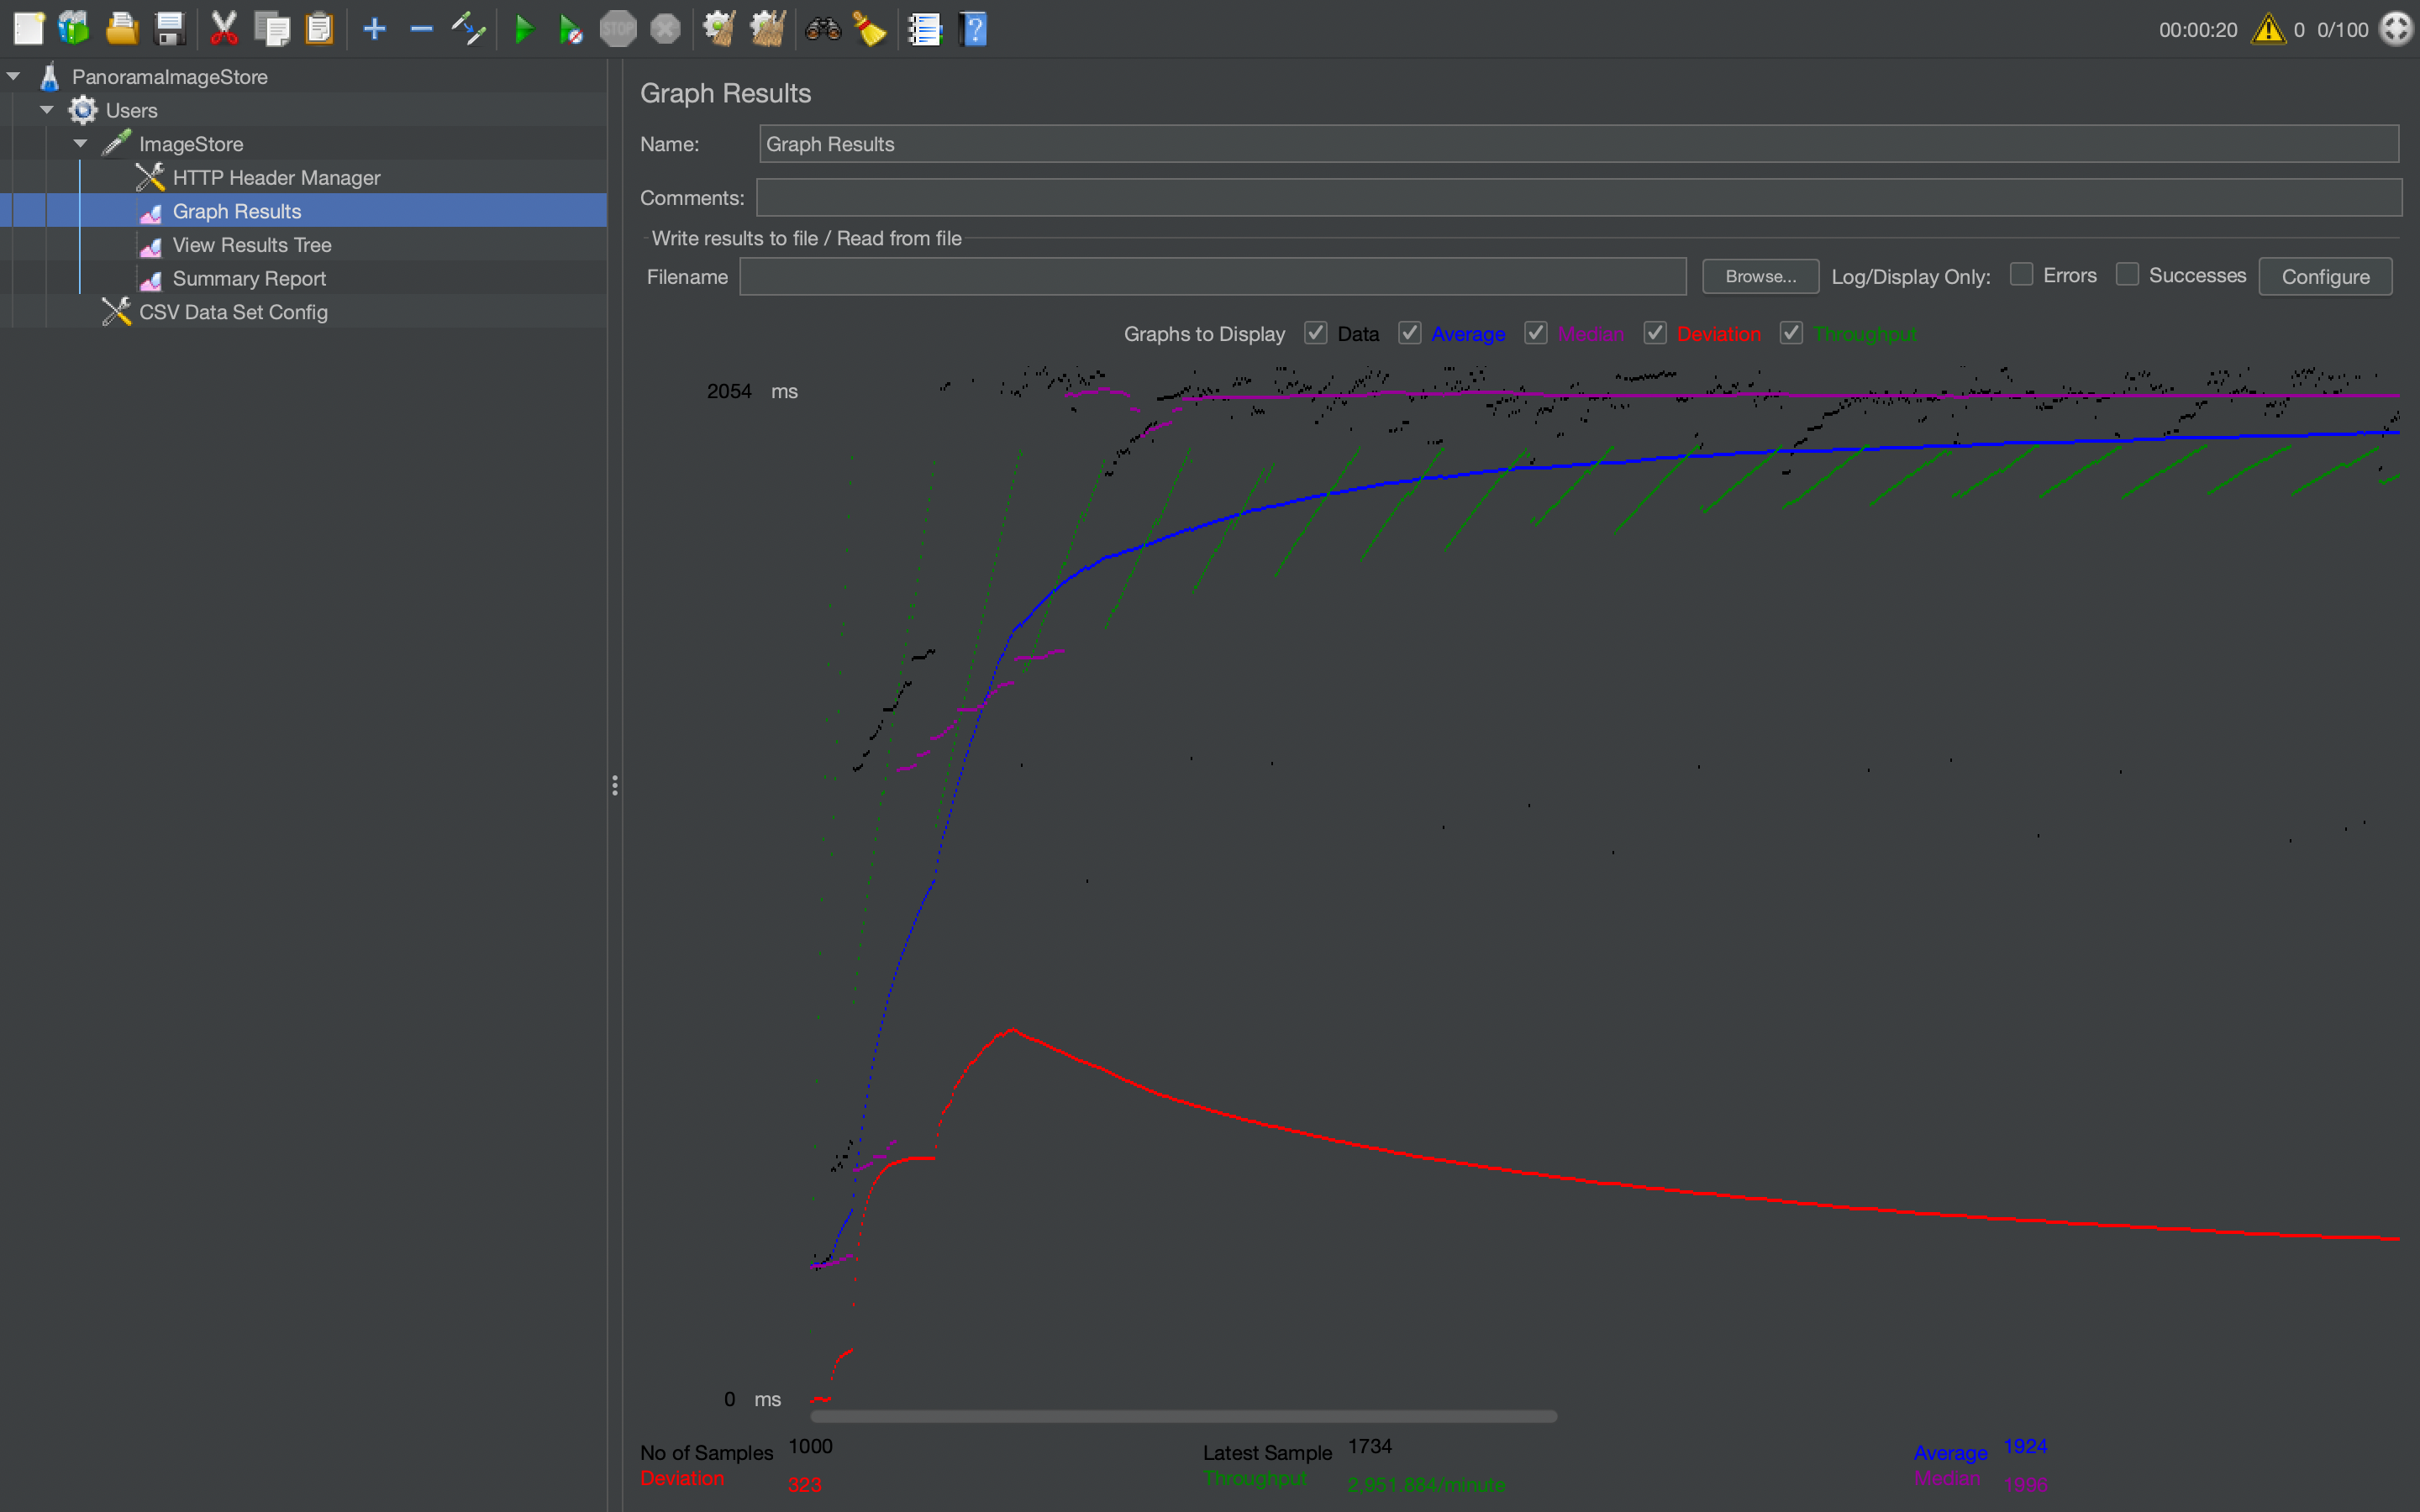 STOP
00:00:20 0 0/100
PanoramaImageStore
Users
ImageStore
HTTP Header Manager
Graph Results
View Results Tree
Summary Report
CSV Data Set Config
Graph Results
Name: Graph Results
Comments:
Write results to file / Read from file
Filename Browse... Log/Display Only: Errors Successes Configure
Graphs to Display Data Average Median Deviation Throughput
2054 ms
0 ms
No of Samples 1000 Latest Sample 1734 Average 1924
Deviation 323 Throughput 2,951.884/minute Median 1996